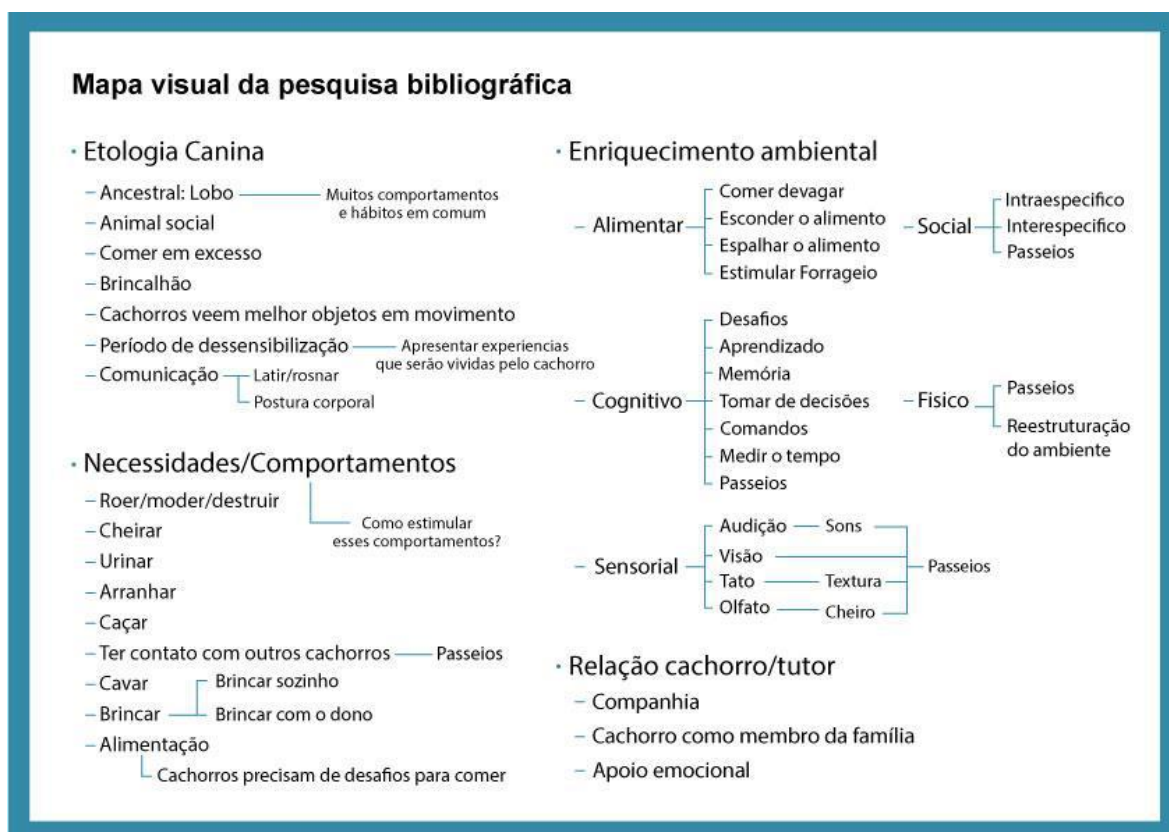 Mapa visual da pesquisa bibliográfica
· Etologia Canina
– Ancestral: Lobo
Muitos comportamentos
e hábitos em comum
– Animal social
– Comer em excesso
– Brincalhão
– Cachorros veem melhor objetos em movimento
– Período de dessensibilização
Apresentar experiencias
que serão vividas pelo cachorro
– Comunicação
Latir/rosnar
Postura corporal
· Necessidades/Comportamentos
Como estimular
esses comportamentos?
– Roer/moder/destruir
– Cheirar
– Urinar
– Arranhar
– Caçar
– Ter contato com outros cachorros
Passeios
– Cavar
– Brincar
Brincar sozinho
Brincar com o dono
– Alimentação
Cachorros precisam de desafios para comer
· Enriquecimento ambiental
– Alimentar
Comer devagar
Esconder o alimento
Espalhar o alimento
Estimular Forrageio
– Social
Intraespecifico
Interespecifico
Passeios
– Cognitivo
Desafios
Aprendizado
Memória
Tomar de decisões
Comandos
Medir o tempo
Passeios
– Fisico
Passeios
Reestruturação
do ambiente
– Sensorial
Audição
Sons
Visão
Tato
Textura
Olfato
Cheiro
Passeios
· Relação cachorro/tutor
– Companhia
– Cachorro como membro da família
– Apoio emocional